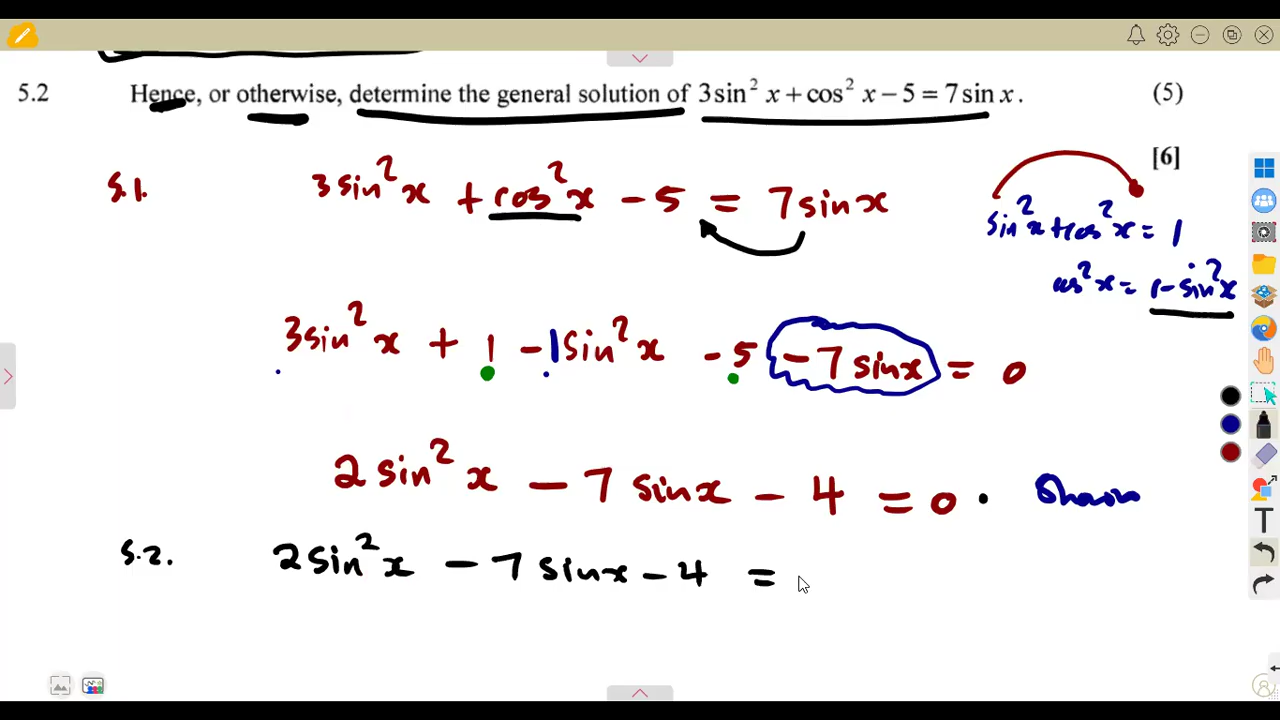 5.2 Hence, or otherwise, determine the general solution of 3sin² x + cos² x − 5 = 7 sin x. (5)
[6]
5.1. 3sin²x + cos²x − 5 = 7sinx
sin²x + cos²x = 1
cos²x = 1 − sin²x
3sin²x + 1 − 1sin²x − 5 − 7sinx = 0
2sin²x − 7sinx − 4 = 0. Shown
5.2. 2sin²x − 7sinx − 4 =